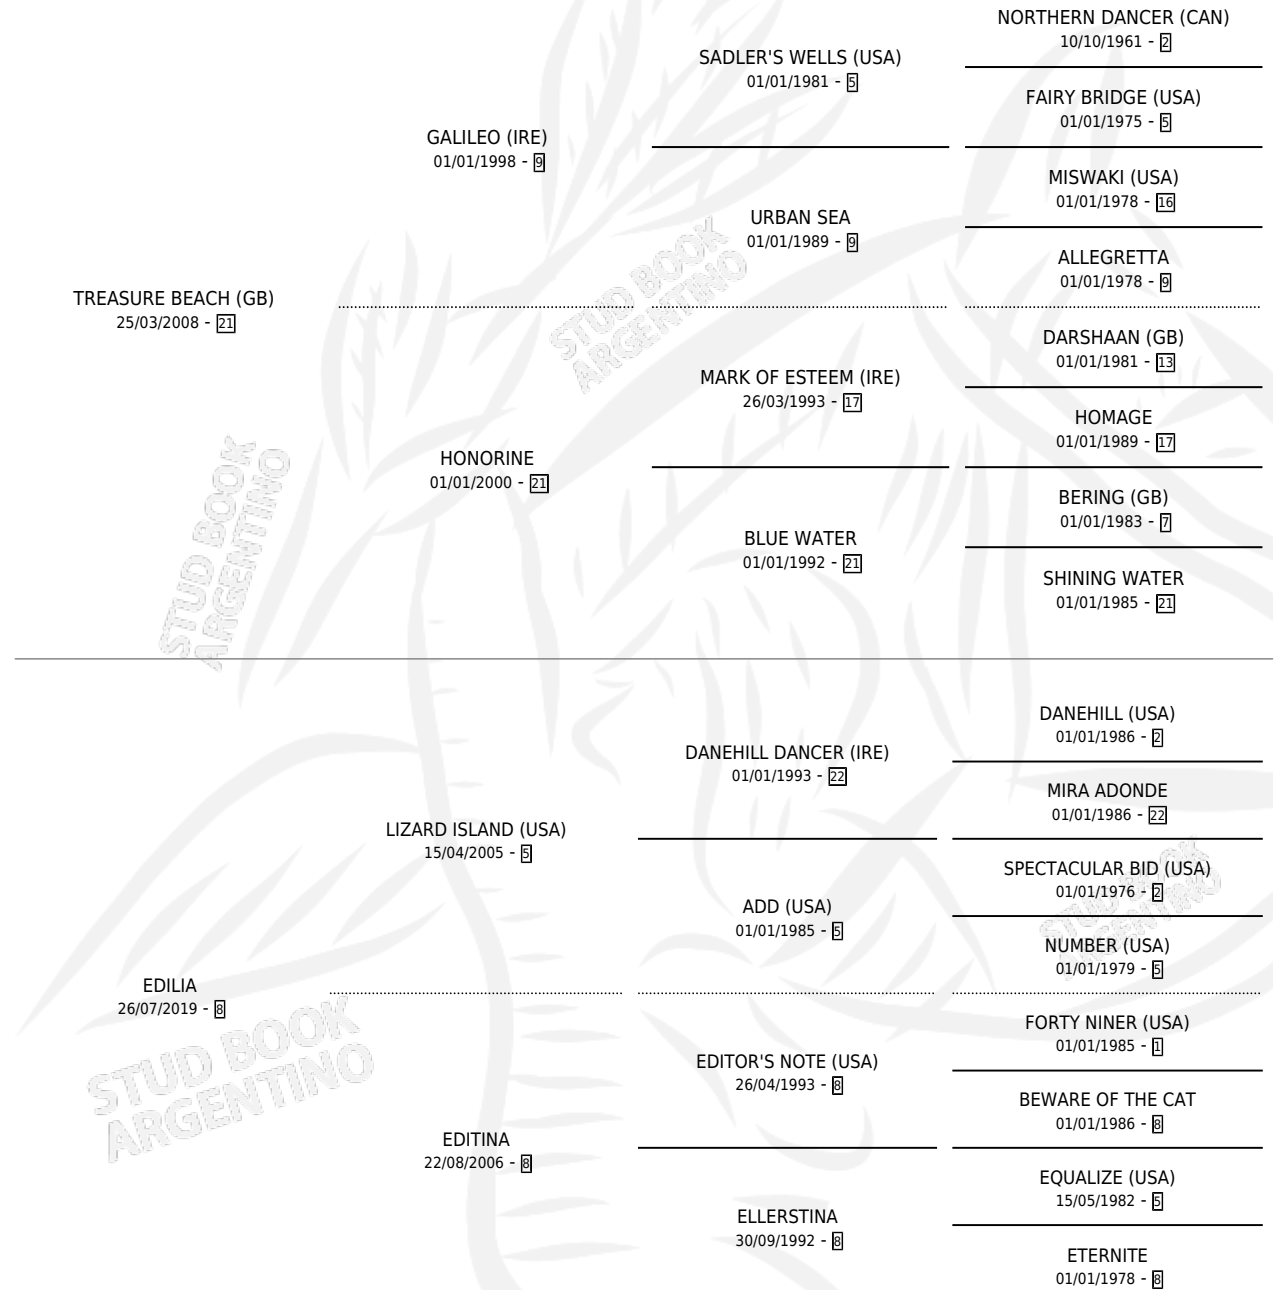 NORTHERN DANCER (CAN)
10/10/1961 - 2
SADLER'S WELLS (USA)
01/01/1981 - 5
FAIRY BRIDGE (USA)
01/01/1975 - 5
GALILEO (IRE)
01/01/1998 - 9
MISWAKI (USA)
01/01/1978 - 16
URBAN SEA
01/01/1989 - 9
ALLEGRETTA
01/01/1978 - 9
TREASURE BEACH (GB)
25/03/2008 - 21
STUD BOOK
ARGENTINO
DARSHAAN (GB)
01/01/1981 - 13
MARK OF ESTEEM (IRE)
26/03/1993 - 17
HOMAGE
01/01/1989 - 17
HONORINE
01/01/2000 - 21
BERING (GB)
01/01/1983 - 7
BLUE WATER
01/01/1992 - 21
SHINING WATER
01/01/1985 - 21
STUD BOOK
ARGENTINO
DANEHILL (USA)
01/01/1986 - 2
DANEHILL DANCER (IRE)
01/01/1993 - 22
MIRA ADONDE
01/01/1986 - 22
LIZARD ISLAND (USA)
15/04/2005 - 5
SPECTACULAR BID (USA)
01/01/1976 - 2
ADD (USA)
01/01/1985 - 5
NUMBER (USA)
01/01/1979 - 5
STUD BOOK
ARGENTINO
EDILIA
26/07/2019 - 8
FORTY NINER (USA)
01/01/1985 - 1
EDITOR'S NOTE (USA)
26/04/1993 - 8
BEWARE OF THE CAT
01/01/1986 - 8
STUD BOOK
ARGENTINO
EDITINA
22/08/2006 - 8
EQUALIZE (USA)
15/05/1982 - 5
ELLERSTINA
30/09/1992 - 8
ETERNITE
01/01/1978 - 8